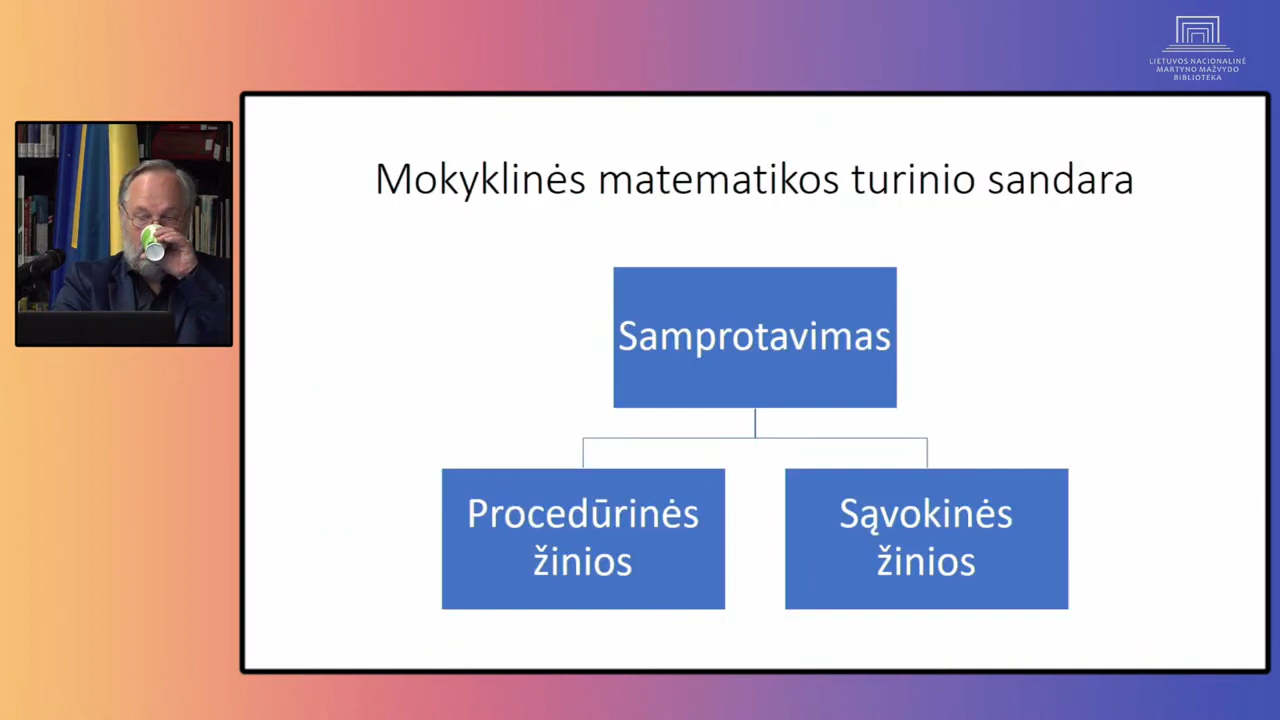 LIETUVOS NACIONALINĖ
MARTYNO MAŽVYDO
BIBLIOTEKA
Mokyklinės matematikos turinio sandara
Samprotavimas
Procedūrinės
žinios
Sąvokinės
žinios